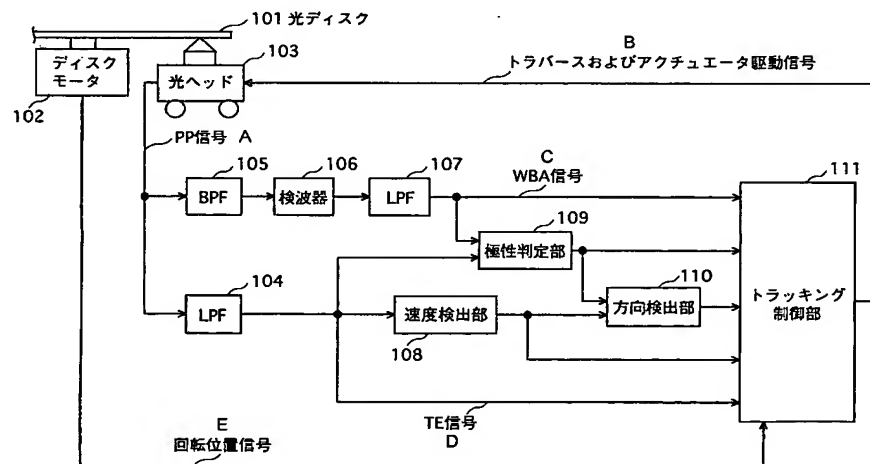 101 光ディスク
ディスク
モータ
102
光ヘッド
103
B
トラバースおよびアクチュエータ駆動信号
PP信号 A
105
BPF
106
検波器
107
LPF
C
WBA信号
111
109
極性判定部
104
LPF
速度検出部
108
110
方向検出部
トラッキング
制御部
TE信号
D
E
回転位置信号